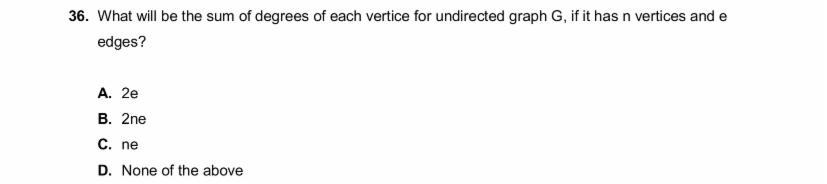 36. What will be the sum of degrees of each vertice for undirected graph G, if it has n vertices and e
edges?
A. 2e
B. 2ne
C. ne
D. None of the above